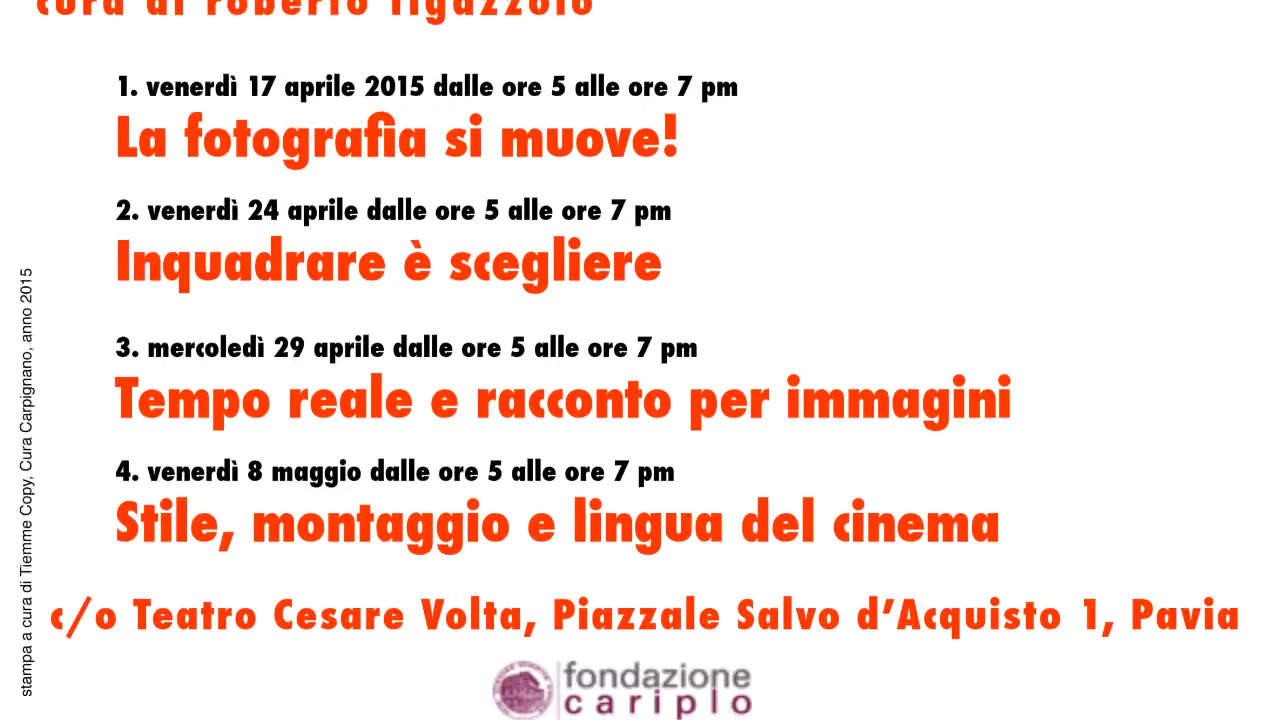 cura di roberto rigazzolo
1. venerdì 17 aprile 2015 dalle ore 5 alle ore 7 pm
La fotografia si muove!
2. venerdì 24 aprile dalle ore 5 alle ore 7 pm
Inquadrare è scegliere
3. mercoledì 29 aprile dalle ore 5 alle ore 7 pm
Tempo reale e racconto per immagini
4. venerdì 8 maggio dalle ore 5 alle ore 7 pm
Stile, montaggio e lingua del cinema
c/o Teatro Cesare Volta, Piazzale Salvo d’Acquisto 1, Pavia
stampa a cura di Tiemme Copy, Cura Carpignano, anno 2015
fondazione
cariplo